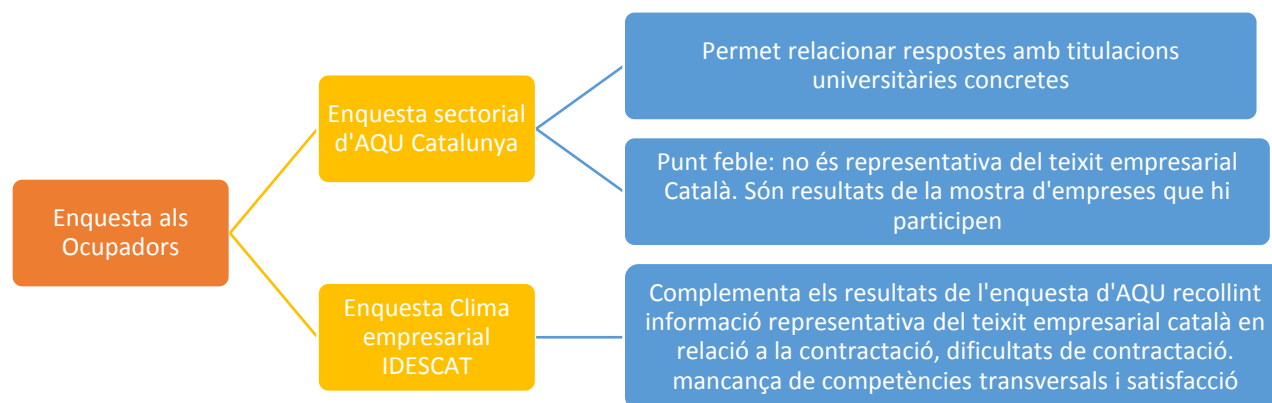 Permet relacionar respostes amb titulacions
universitàries concretes
Enquesta sectorial
d'AQU Catalunya
Punt feble: no és representativa del teixit empresarial
Català. Són resultats de la mostra d'empreses que hi
participen
Enquesta als
Ocupadors
Enquesta Clima
empresarial
IDESCAT
Complementa els resultats de l'enquesta d'AQU recollint
informació representativa del teixit empresarial català en
relació a la contractació, dificultats de contractació.
mancança de competències transversals i satisfacció